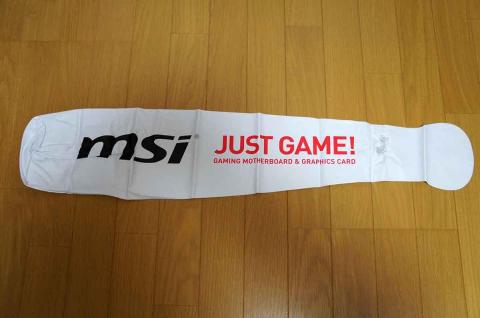 msi®
JUST GAME!
GAMING MOTHERBOARD & GRAPHICS CARD